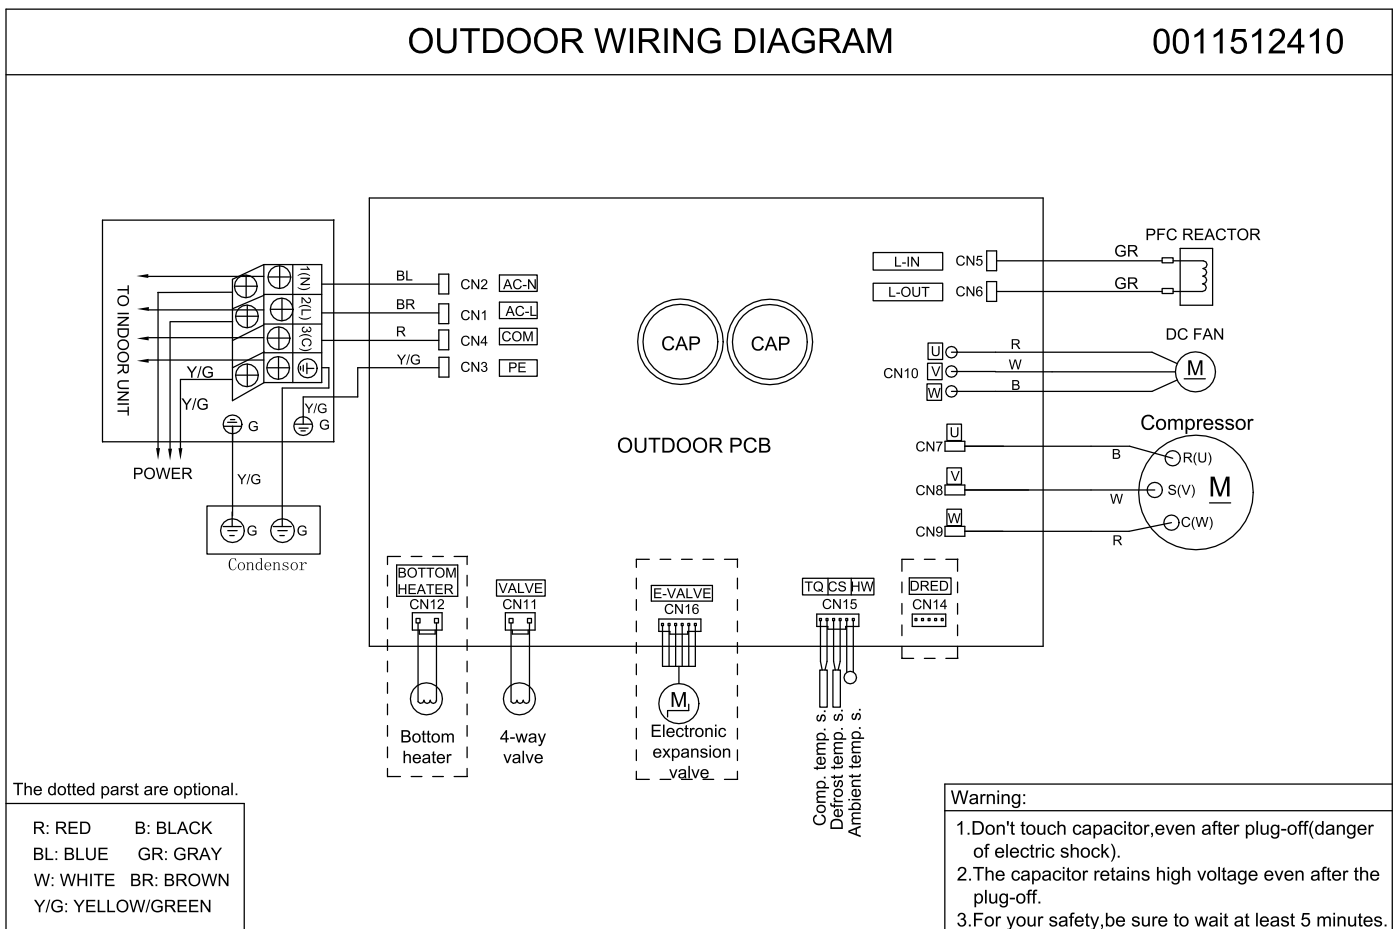 OUTDOOR WIRING DIAGRAM
0011512410
TO INDOOR UNIT
1(N)
2(L)
3(C)
Y/G
Y/G
Y/G
G
G
POWER
Y/G
G
G
Condensor
BL
CN2
AC-N
BR
CN1
AC-L
R
CN4
COM
Y/G
CN3
PE
CAP
CAP
OUTDOOR PCB
L-IN
CN5
GR
L-OUT
CN6
GR
PFC REACTOR
DC FAN
CN10
U
R
V
W
W
B
M
Compressor
U
CN7
B
R(U)
V
CN8
W
S(V)
M
W
CN9
R
C(W)
BOTTOM
HEATER
CN12
Bottom
heater
VALVE
CN11
4-way
valve
E-VALVE
CN16
M
Electronic
expansion
valve
TQ CS HW
CN15
Comp. temp. s.
Defrost temp. s.
Ambient temp. s.
DRED
CN14
The dotted parst are optional.
R: RED B: BLACK
BL: BLUE GR: GRAY
W: WHITE BR: BROWN
Y/G: YELLOW/GREEN
Warning:
1.Don't touch capacitor,even after plug-off(danger
of electric shock).
2.The capacitor retains high voltage even after the
plug-off.
3.For your safety,be sure to wait at least 5 minutes.